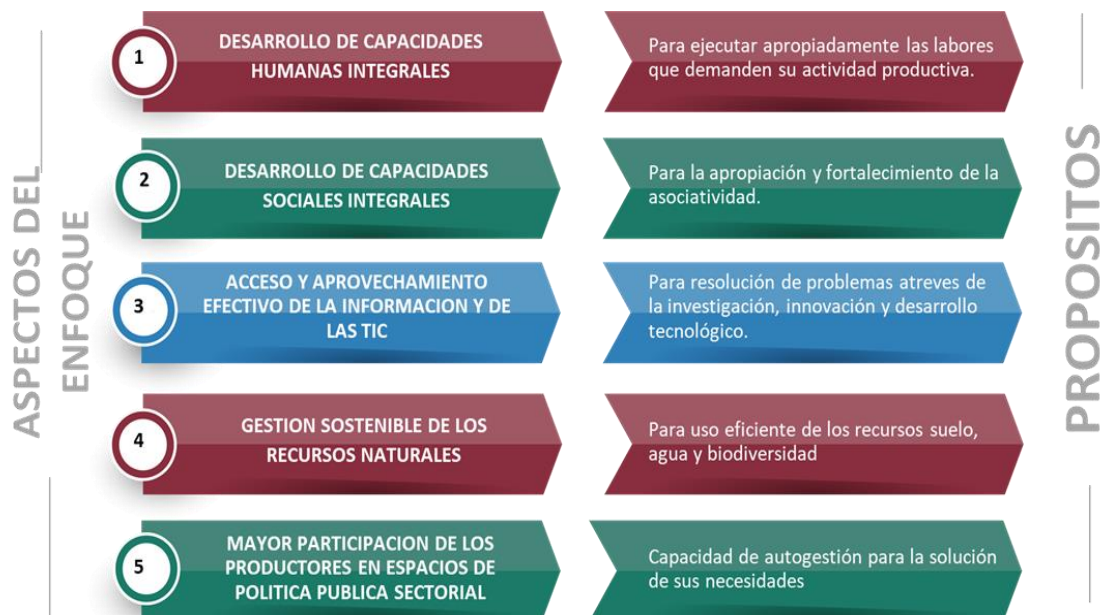 ASPECTOS DEL
ENFOQUE
1
DESARROLLO DE CAPACIDADES
HUMANAS INTEGRALES
Para ejecutar apropiadamente las labores
que demanden su actividad productiva.
2
DESARROLLO DE CAPACIDADES
SOCIALES INTEGRALES
Para la apropiación y fortalecimiento de la
asociatividad.
3
ACCESO Y APROVECHAMIENTO
EFECTIVO DE LA INFORMACION Y DE
LAS TIC
Para resolución de problemas atreves de
la investigación, innovación y desarrollo
tecnológico.
4
GESTION SOSTENIBLE DE LOS
RECURSOS NATURALES
Para uso eficiente de los recursos suelo,
agua y biodiversidad
5
MAYOR PARTICIPACION DE LOS
PRODUCTORES EN ESPACIOS DE
POLITICA PUBLICA SECTORIAL
Capacidad de autogestión para la solución
de sus necesidades
PROPOSITOS